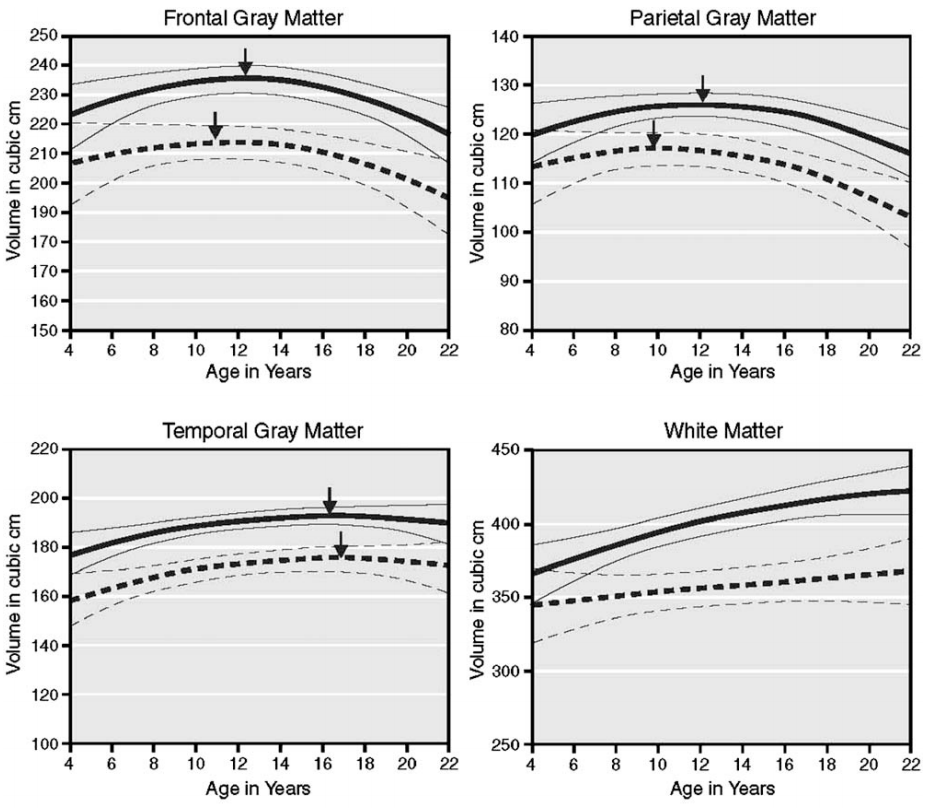 Frontal Gray Matter
Volume in cubic cm
250
240
230
220
210
200
190
170
170
160
150
4 6 8 10 12 14 16 18 20 22
Age in Years
Parietal Gray Matter
Volume in cubic cm
140
130
120
110
100
90
80
4 6 8 10 12 14 16 18 20 22
Age in Years
Temporal Gray Matter
Volume in cubic cm
220
200
180
160
140
120
100
4 6 8 10 12 14 16 18 20 22
Age in Years
White Matter
Volume in cubic cm
450
400
350
300
250
4 6 8 10 12 14 16 18 20 22
Age in Years